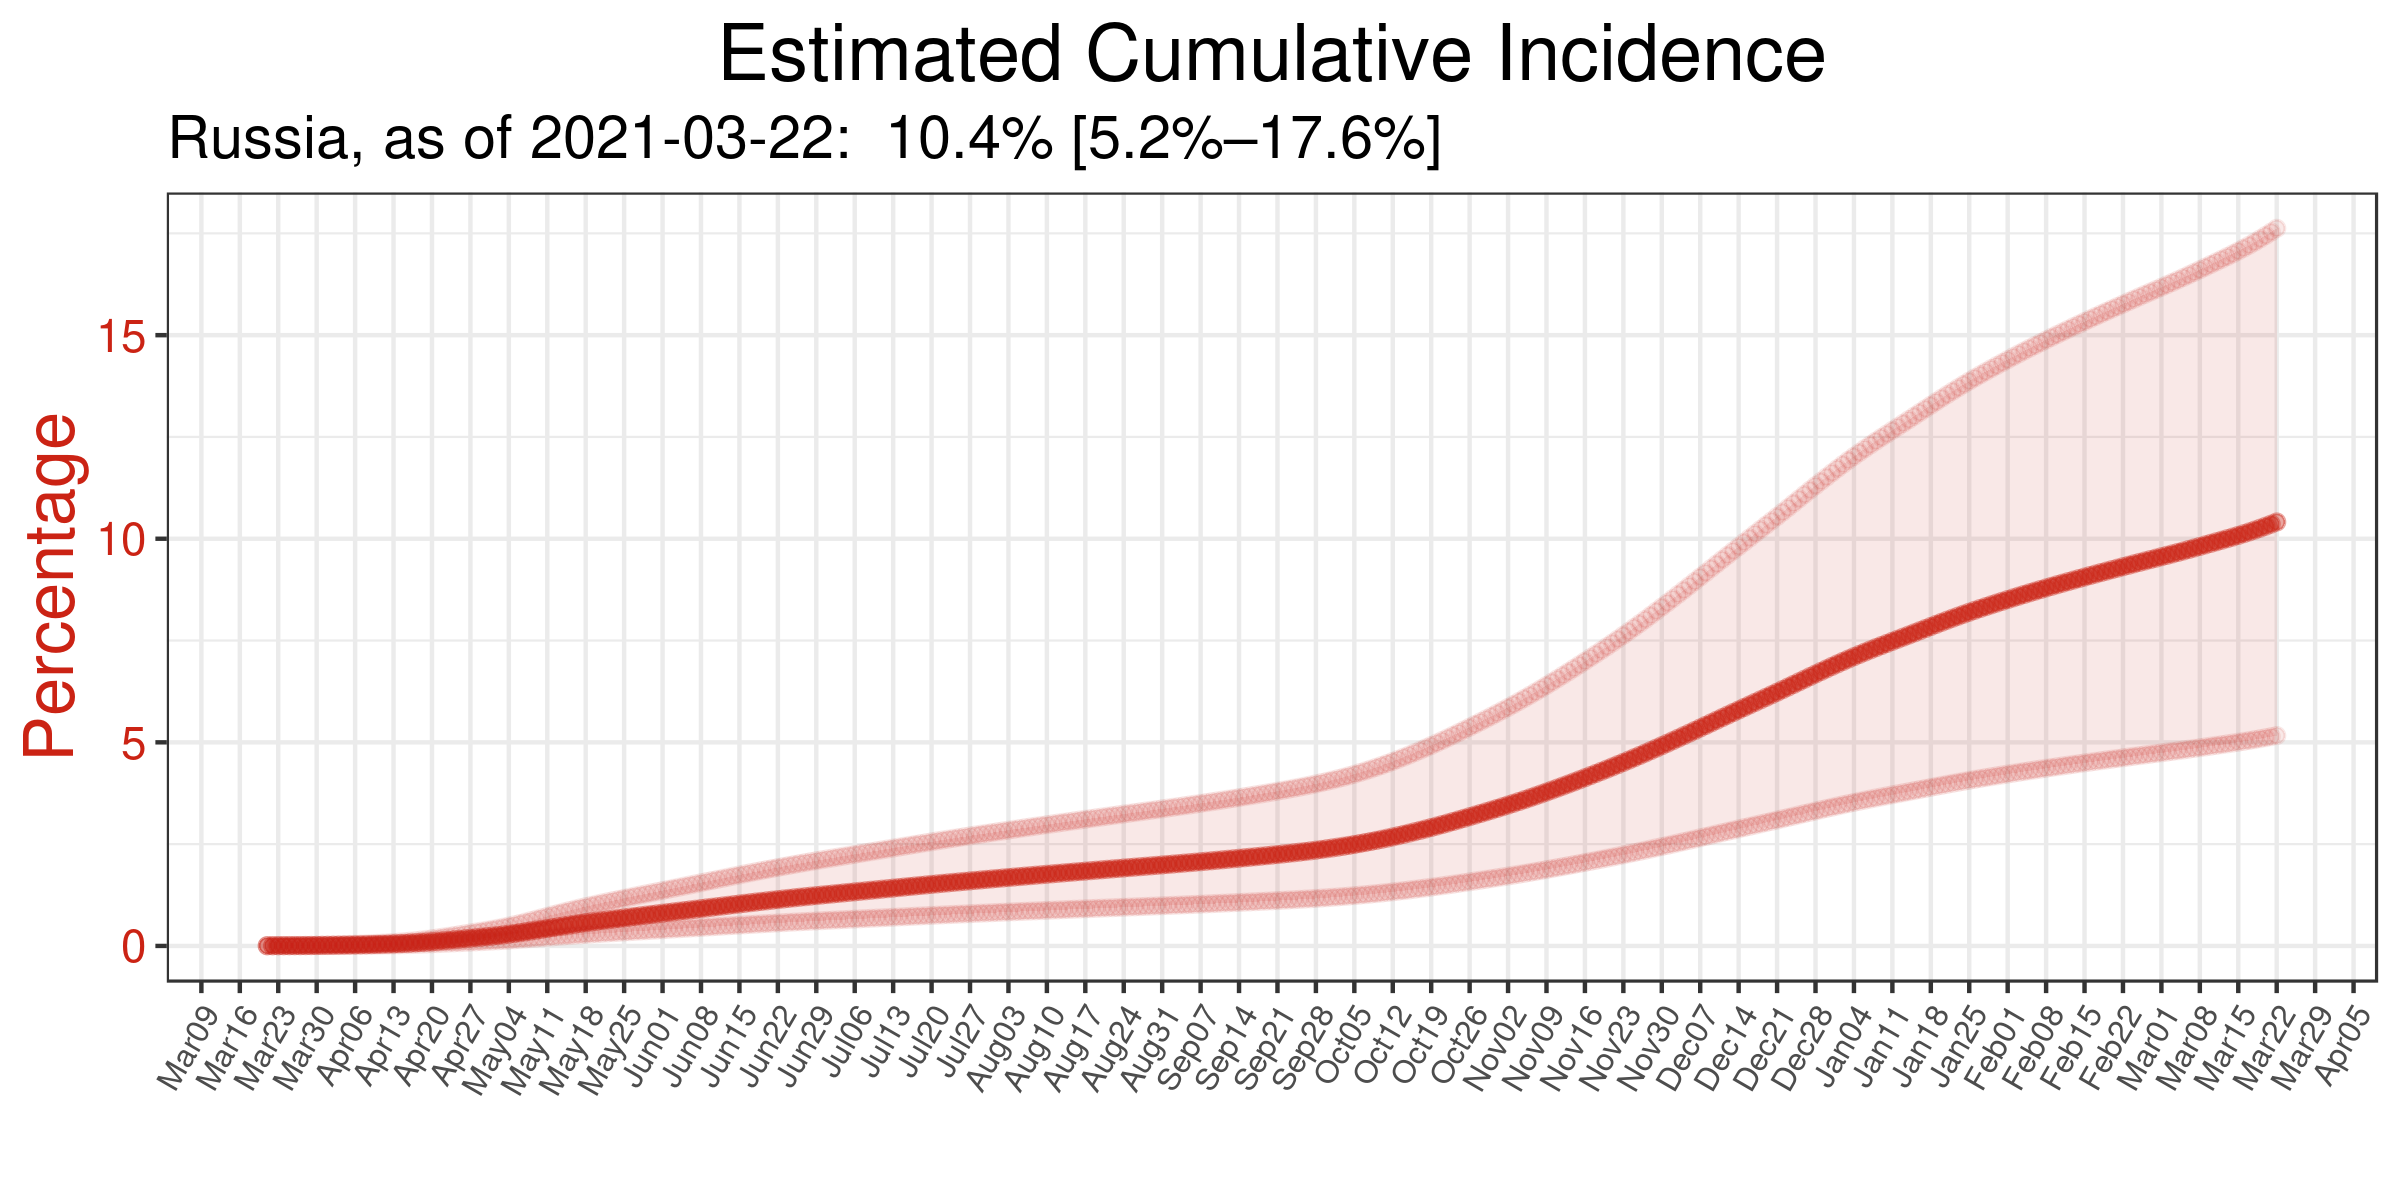 Estimated Cumulative Incidence
Russia, as of 2021-03-22:  10.4% [5.2%–17.6%]
Percentage
15
10
5
0
Mar09
Mar16
Mar23
Mar30
Apr06
Apr13
Apr20
Apr27
May04
May11
May18
May25
Jun01
Jun08
Jun15
Jun22
Jun29
Jul06
Jul13
Jul20
Jul27
Aug03
Aug10
Aug17
Aug24
Aug31
Sep07
Sep14
Sep21
Sep28
Oct05
Oct12
Oct19
Oct26
Nov02
Nov09
Nov16
Nov23
Nov30
Dec07
Dec14
Dec21
Dec28
Jan04
Jan11
Jan18
Jan25
Feb01
Feb08
Feb15
Feb22
Mar01
Mar08
Mar15
Mar22
Mar29
Apr05